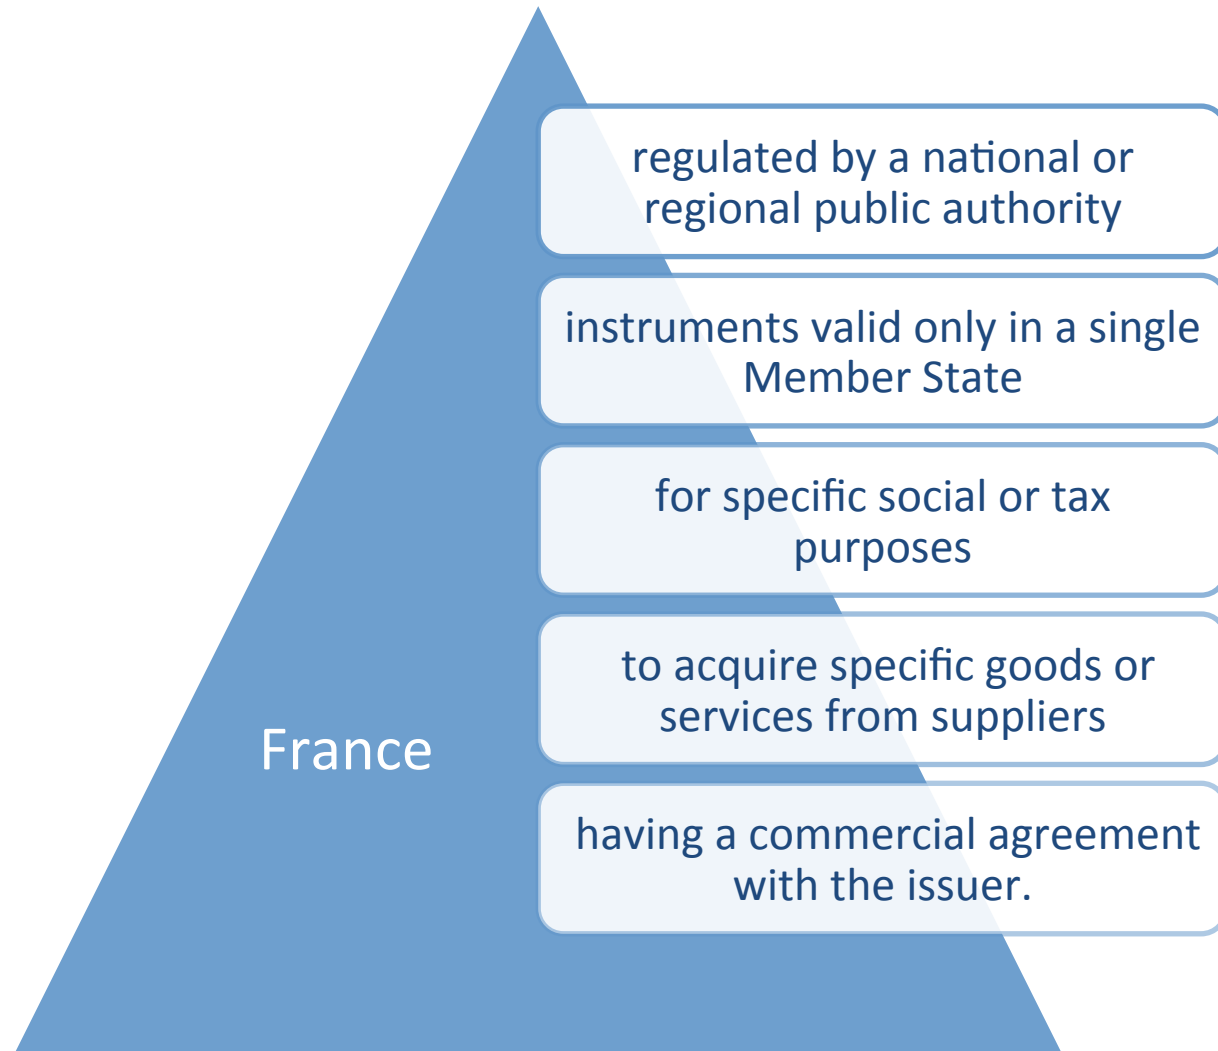 regulated by a national or
regional public authority
instruments valid only in a single
Member State
for specific social or tax
purposes
to acquire specific goods or
services from suppliers
France
having a commercial agreement
with the issuer.